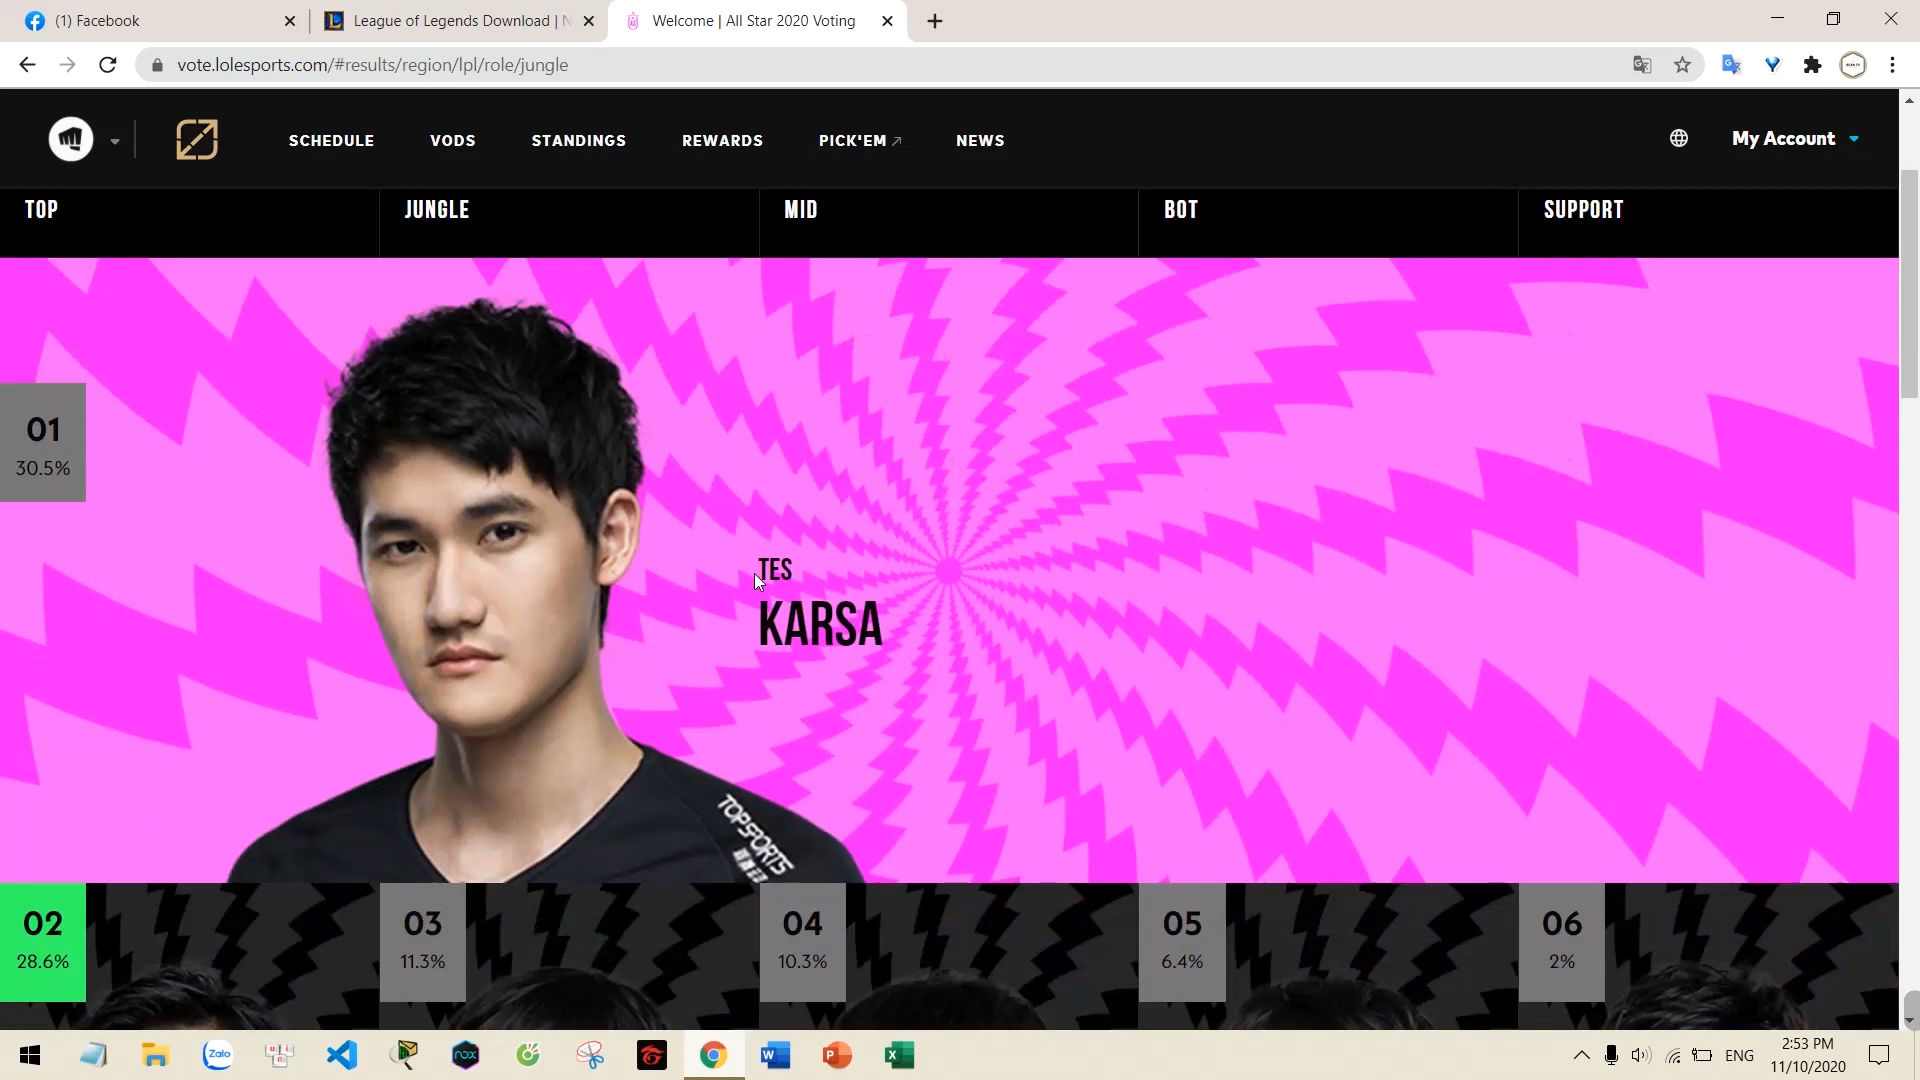 (1) Facebook
League of Legends Download |
Welcome | All Star 2020 Voting
vote.lolesports.com/#results/region/lpl/role/jungle
SCHEDULE
VODS
STANDINGS
REWARDS
PICK'EM
NEWS
My Account
TOP
JUNGLE
MID
BOT
SUPPORT
01
30.5%
TES
KARSA
TOPSPORTS
02
28.6%
03
11.3%
04
10.3%
05
6.4%
06
2%
Zalo
nox
ENG
2:53 PM
11/10/2020